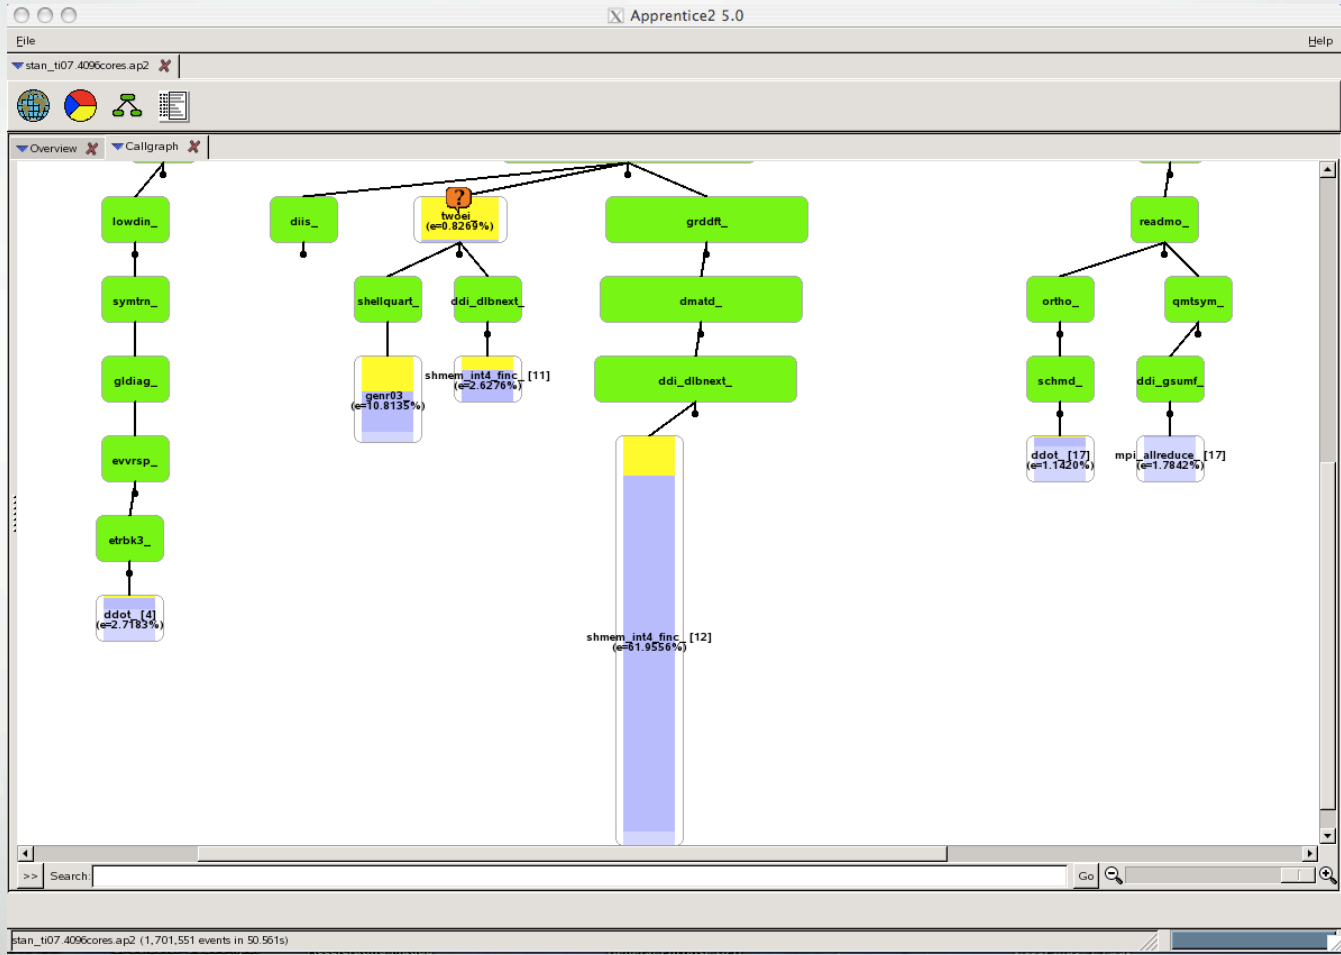 X Apprentice2 5.0
File Help
stan_ti07.4096cores.ap2
Overview Callgraph
lowdin_
diis_
?
twoei_
(e=0.8269%)
grddft_
readmo_
symtrn_
shellquart_
ddi_dlbnext_
dmatd_
ortho_
qmtsym_
gldiag_
genr03_
(e=10.8135%)
shmem_int4_finc_ [11]
(e=2.6276%)
ddi_dlbnext_
schmd_
ddi_gsumf_
evvrsp_
ddot_ [17]
(e=1.1420%)
mpi_allreduce_ [17]
(e=1.7842%)
etrbk3_
ddot_ [4]
(e=2.7183%)
shmem_int4_finc_ [12]
(e=61.9556%)
>> Search: Go
stan_ti07.4096cores.ap2 (1,701,551 events in 50.561s)